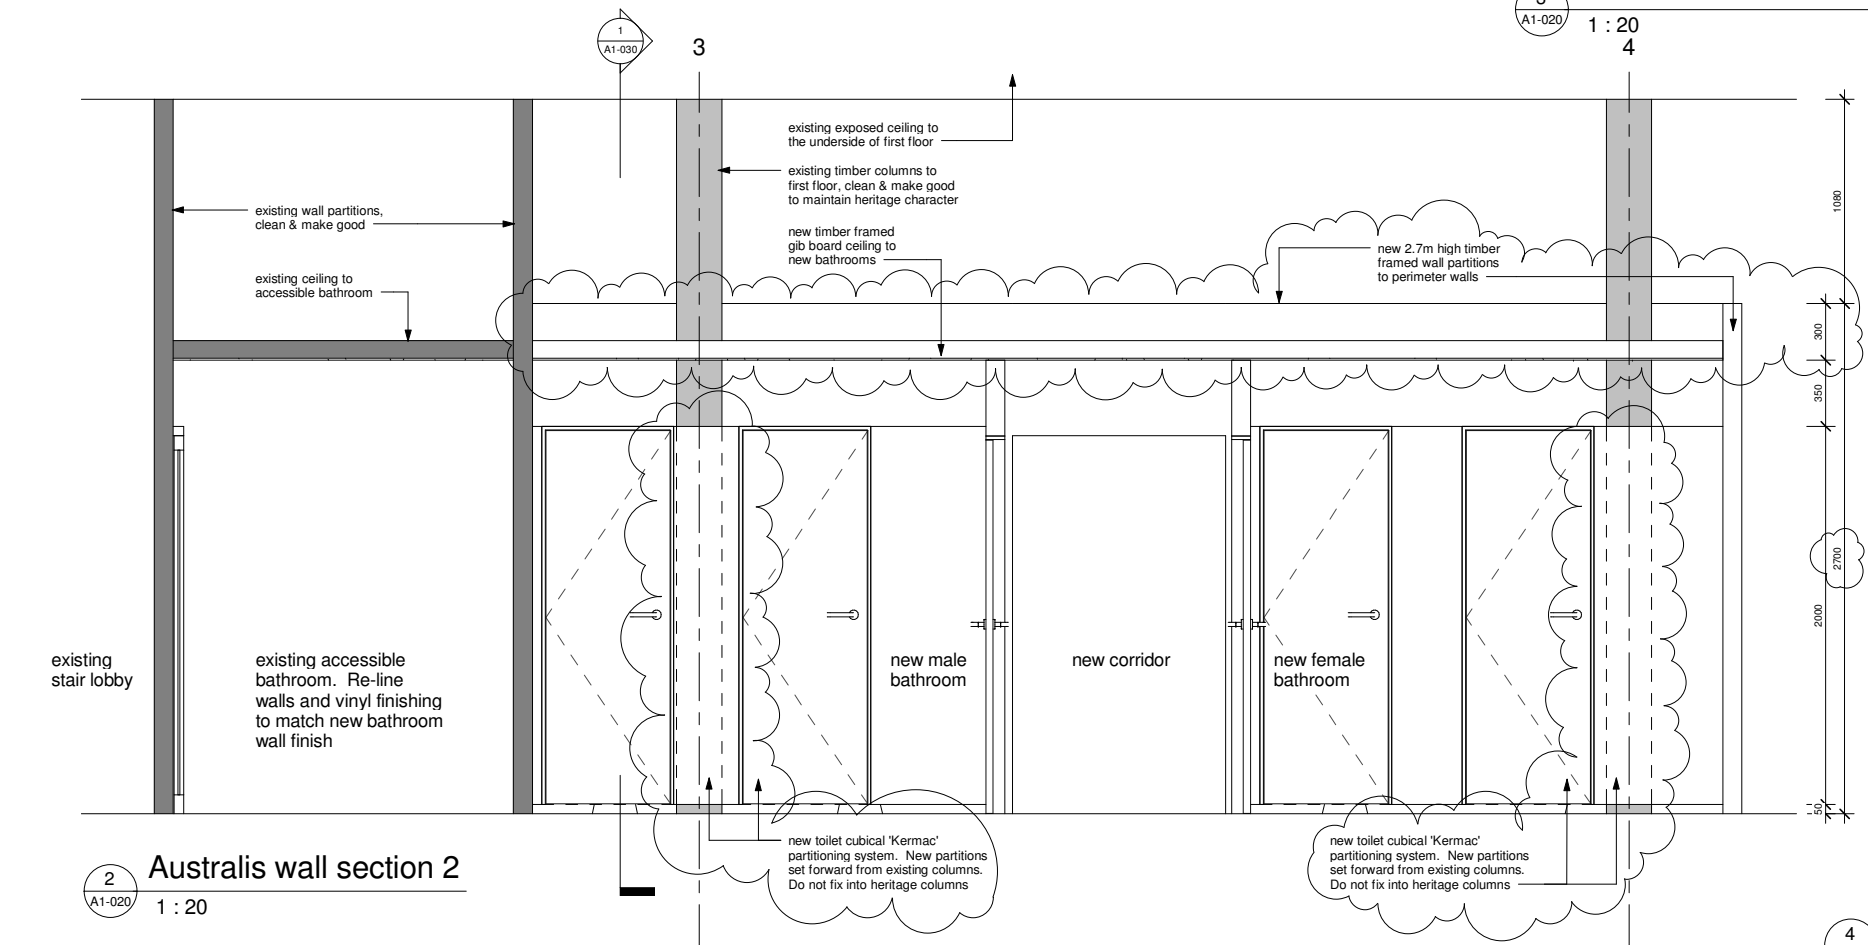 3
A1-020
1 : 20
1
A1-030
3
4
existing exposed ceiling to
the underside of first floor
existing timber columns to
first floor, clean & make good
to maintain heritage character
existing wall partitions,
clean & make good
new timber framed
gib board ceiling to
new bathrooms
new 2.7m high timber
framed wall partitions
to perimeter walls
existing ceiling to
accessible bathroom
1080
300
350
2700
2000
50
existing
stair lobby
existing accessible
bathroom. Re-line
walls and vinyl finishing
to match new bathroom
wall finish
new male
bathroom
new corridor
new female
bathroom
new toilet cubical 'Kermac'
partitioning system. New partitions
set forward from existing columns.
Do not fix into heritage columns
new toilet cubical 'Kermac'
partitioning system. New partitions
set forward from existing columns.
Do not fix into heritage columns
2
A1-020
Australis wall section 2
1 : 20
4